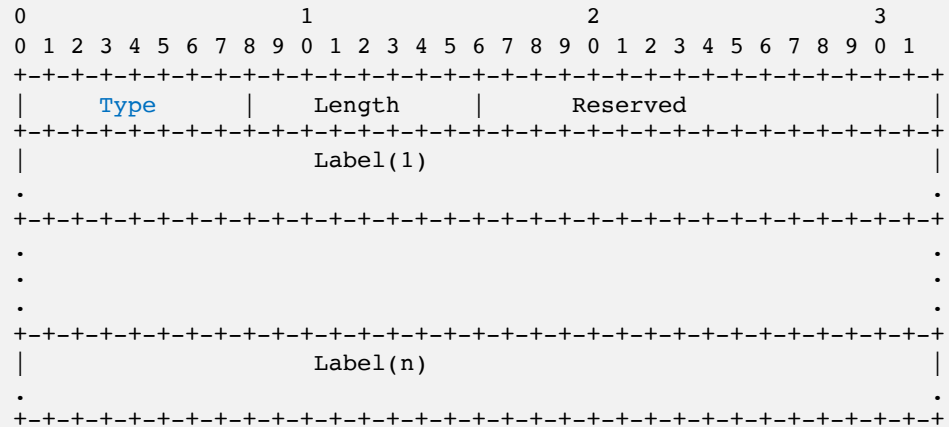 0                   1                   2                   3
0 1 2 3 4 5 6 7 8 9 0 1 2 3 4 5 6 7 8 9 0 1 2 3 4 5 6 7 8 9 0 1
+-+-+-+-+-+-+-+-+-+-+-+-+-+-+-+-+-+-+-+-+-+-+-+-+-+-+-+-+-+-+-+-+
|     Type      |    Length     |      Reserved                 |
+-+-+-+-+-+-+-+-+-+-+-+-+-+-+-+-+-+-+-+-+-+-+-+-+-+-+-+-+-+-+-+-+
|                    Label(1)                                   |
.                                                               .
+-+-+-+-+-+-+-+-+-+-+-+-+-+-+-+-+-+-+-+-+-+-+-+-+-+-+-+-+-+-+-+-+
.                                                               .
.                                                               .
.                                                               .
+-+-+-+-+-+-+-+-+-+-+-+-+-+-+-+-+-+-+-+-+-+-+-+-+-+-+-+-+-+-+-+-+
|                    Label(n)                                   |
.                                                               .
+-+-+-+-+-+-+-+-+-+-+-+-+-+-+-+-+-+-+-+-+-+-+-+-+-+-+-+-+-+-+-+-+